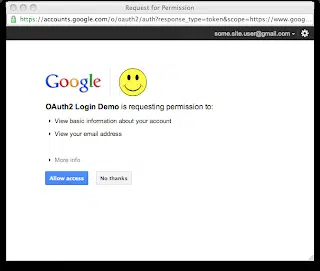 Request for Permission
https://accounts.google.com/o/oauth2/auth?response_type=token&scope=https://www.goog
some.site.user@gmail.com
Google
OAuth2 Login Demo is requesting permission to:
View basic information about your account
View your email address
More info
Allow access No thanks